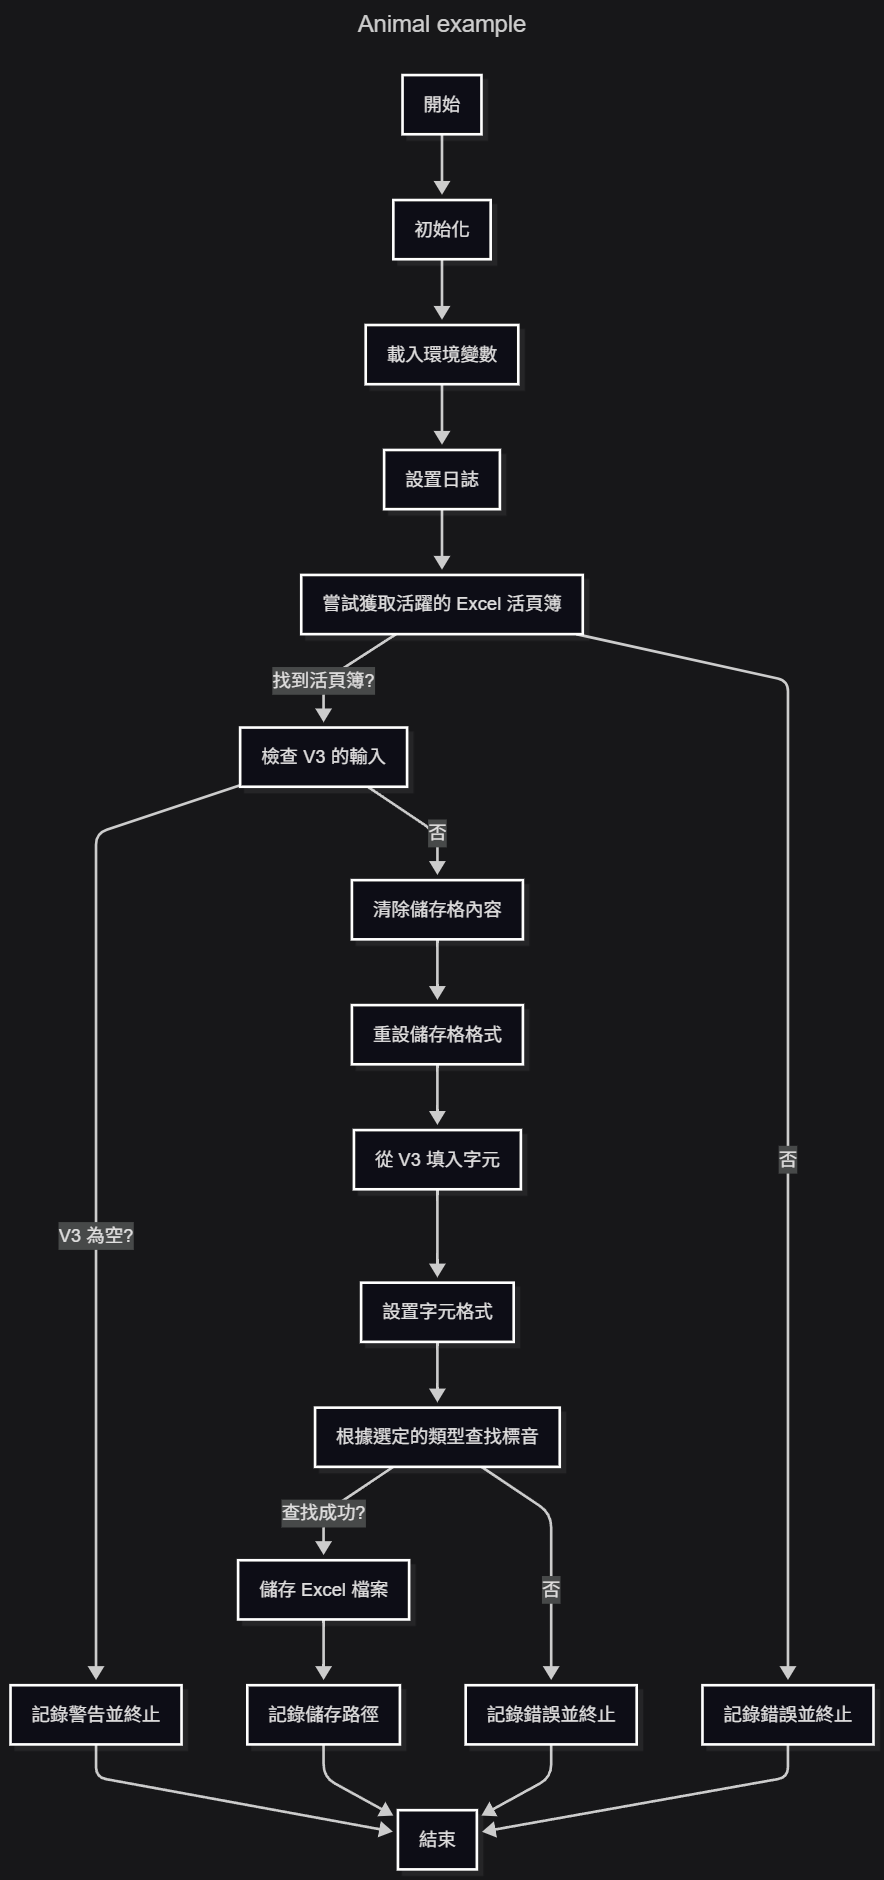 Animal example
開始
初始化
載入環境變數
設置日誌
嘗試獲取活躍的 Excel 活頁簿
找到活頁簿?
檢查 V3 的輸入
否
清除儲存格內容
重設儲存格格式
從 V3 填入字元
否
V3 為空?
設置字元格式
根據選定的類型查找標音
查找成功?
儲存 Excel 檔案
否
記錄警告並終止
記錄儲存路徑
記錄錯誤並終止
記錄錯誤並終止
結束